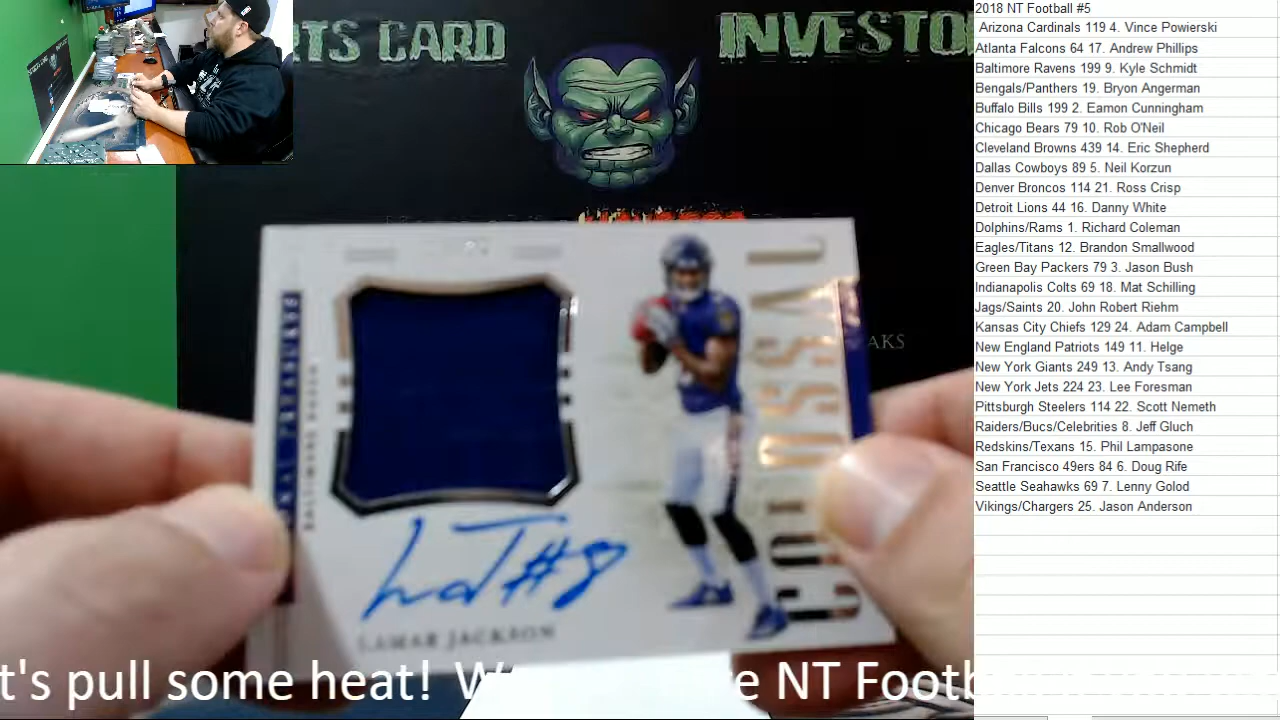 2018 NT Football #5
Arizona Cardinals 119 4. Vince Powierski
Atlanta Falcons 64 17. Andrew Phillips
Baltimore Ravens 199 9. Kyle Schmidt
Bengals/Panthers 19. Bryon Angerman
Buffalo Bills 199 2. Eamon Cunningham
Chicago Bears 79 10. Rob O'Neil
Cleveland Browns 439 14. Eric Shepherd
Dallas Cowboys 89 5. Neil Korzun
Denver Broncos 114 21. Ross Crisp
Detroit Lions 44 16. Danny White
Dolphins/Rams 1. Richard Coleman
Eagles/Titans 12. Brandon Smallwood
Green Bay Packers 79 3. Jason Bush
Indianapolis Colts 69 18. Mat Schilling
Jags/Saints 20. John Robert Riehm
Kansas City Chiefs 129 24. Adam Campbell
New England Patriots 149 11. Helge
New York Giants 249 13. Andy Tsang
New York Jets 224 23. Lee Foresman
Pittsburgh Steelers 114 22. Scott Nemeth
Raiders/Bucs/Celebrities 8. Jeff Gluch
Redskins/Texans 15. Phil Lampasone
San Francisco 49ers 84 6. Doug Rife
Seattle Seahawks 69 7. Lenny Golod
Vikings/Chargers 25. Jason Anderson
RTS CARD INVESTO
AKS
COLOSSAL
#8
LAMAR JACKSON
t's pull some heat! NT Footb